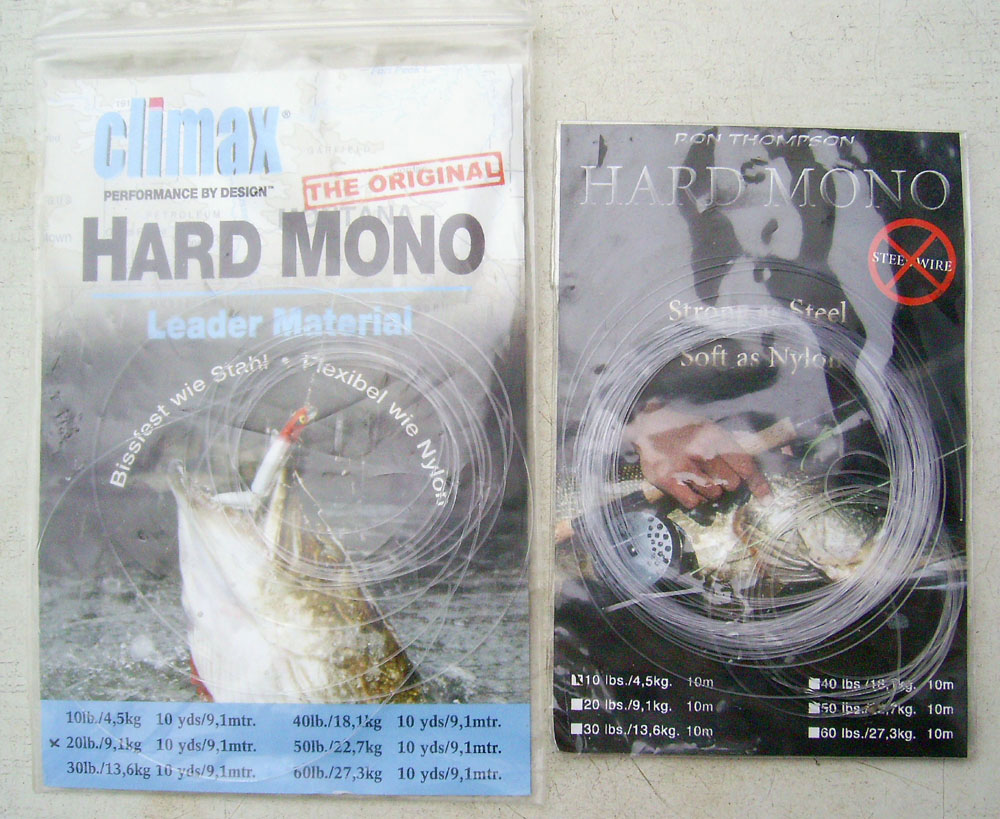 climax®
PERFORMANCE BY DESIGN™
THE ORIGINAL
HARD MONO
Leader Material
Bissfest wie Stahl • Flexibel wie Nylon
10lb./4,5kg 10 yds/9,1mtr. 40lb./18,1kg 10 yds/9,1mtr.
x 20lb./9,1kg 10 yds/9,1mtr. 50lb./22,7kg 10 yds/9,1mtr.
30lb./13,6kg 10 yds/9,1mtr. 60lb./27,3kg 10 yds/9,1mtr.
RON THOMPSON
HARD MONO
STEEL WIRE
Strong as Steel
Soft as Nylon
10 lbs./4,5kg. 10m 40 lbs./18,1kg. 10m
20 lbs./9,1kg. 10m 50 lbs./22,7kg. 10m
30 lbs./13,6kg. 10m 60 lbs./27,3kg. 10m